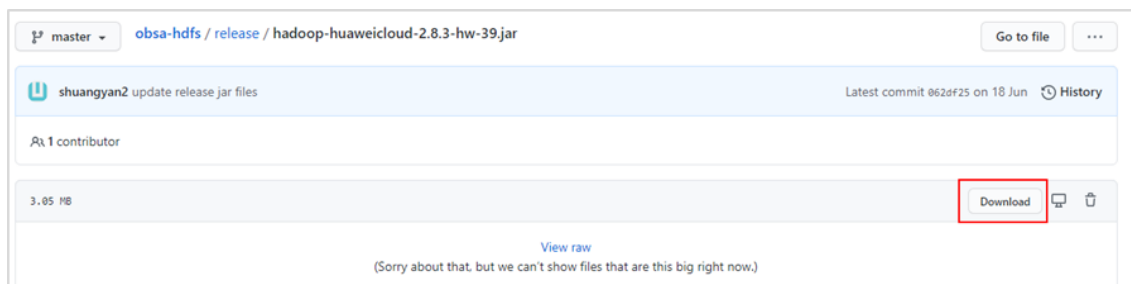 master obsa-hdfs / release / hadoop-huaweicloud-2.8.3-hw-39.jar Go to file ...
shuangyan2 update release jar files Latest commit 062df25 on 18 Jun History
1 contributor
3.05 MB Download
View raw
(Sorry about that, but we can't show files that are this big right now.)